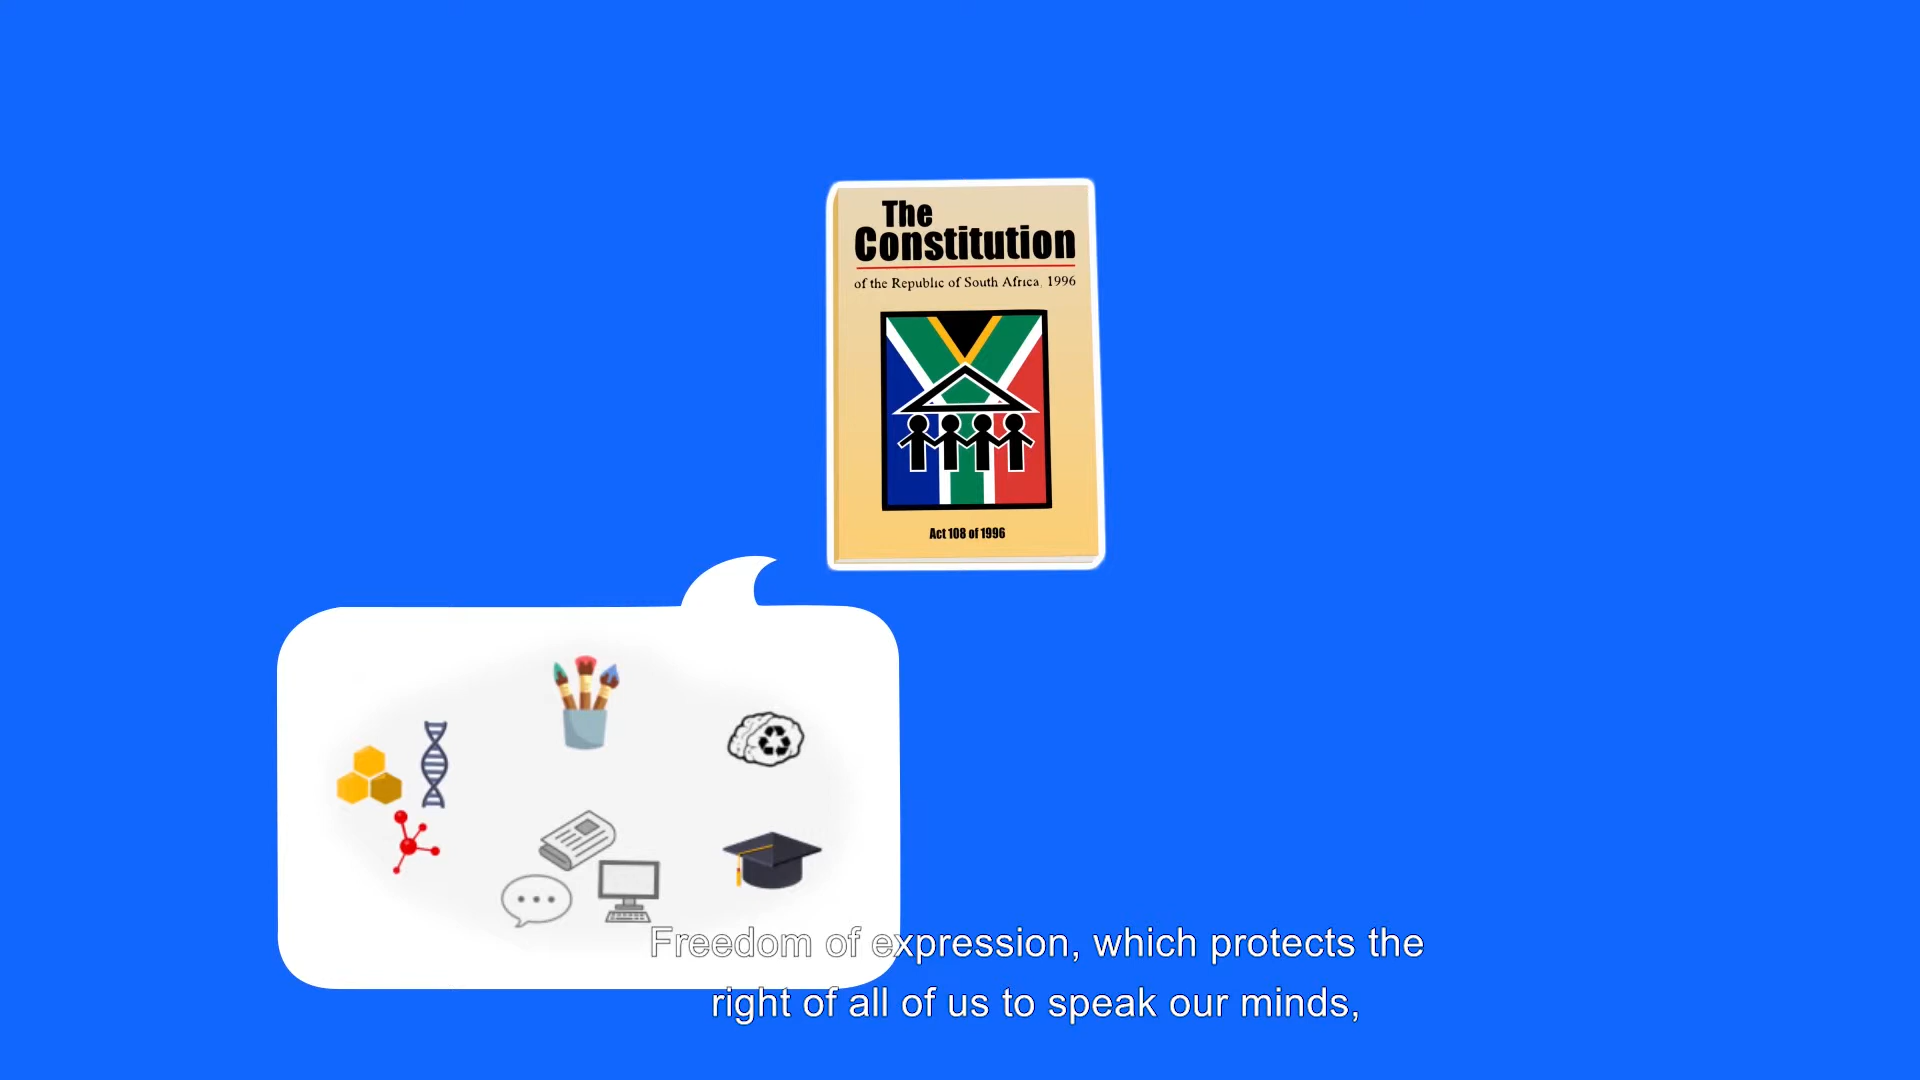 The
Constitution
of the Republic of South Africa, 1996
Act 108 of 1996
Freedom of expression, which protects the
right of all of us to speak our minds,